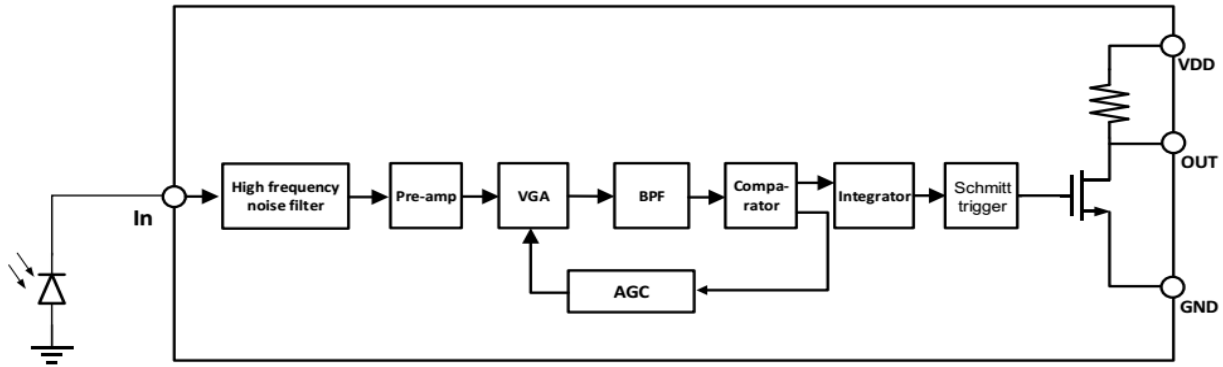 VDD
OUT
High frequency
noise filter
Pre-amp
VGA
BPF
Compa-
rator
Integrator
Schmitt
trigger
In
AGC
GND